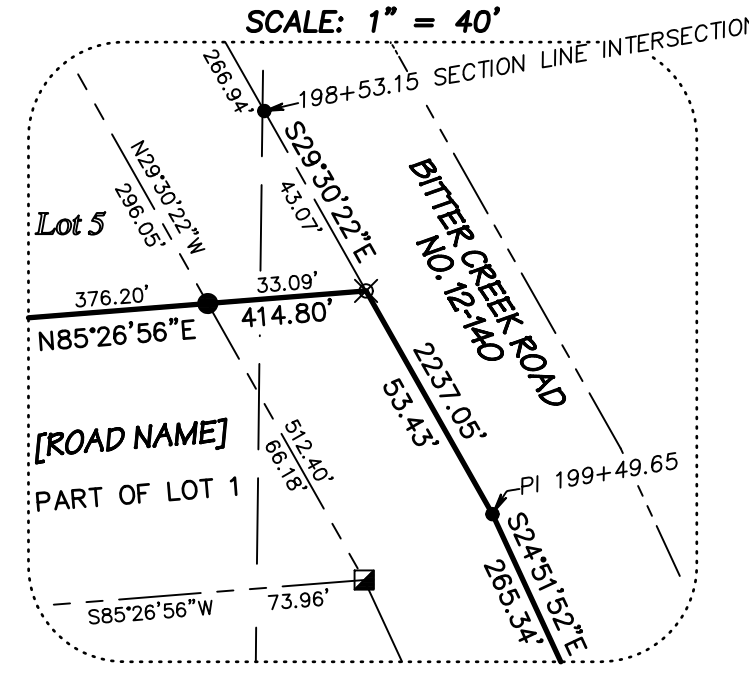 SCALE: 1" = 40'
266.94'
198+53.15 SECTION LINE INTERSECTION
S29°30'22"E
43.07'
N29°30'22"W
296.05'
BITTER CREEK ROAD
NO. 12-140
Lot 5
376.20'
33.09'
N85°26'56"E
414.80'
2237.05'
53.43'
[ROAD NAME]
512.40'
66.18'
PI 199+49.65
PART OF LOT 1
S24°51'52"E
265.34'
S85°26'56"W
73.96'